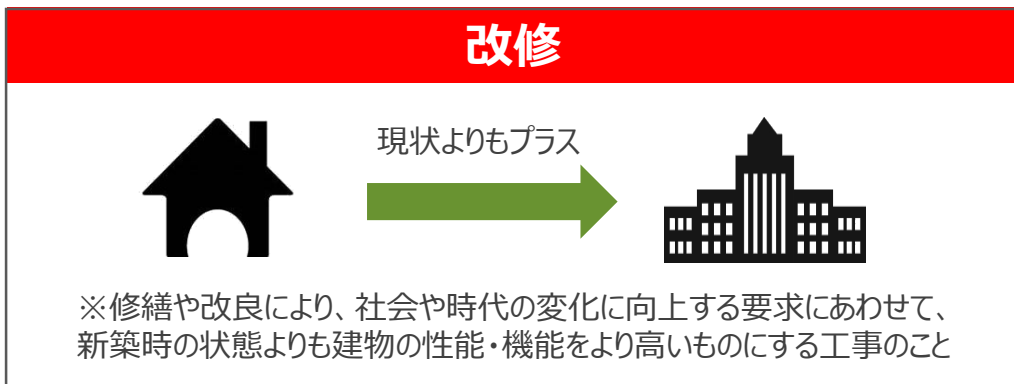 改修
現状よりもプラス
※修繕や改良により、社会や時代の変化に向上する要求にあわせて、
新築時の状態よりも建物の性能・機能をより高いものにする工事のこと